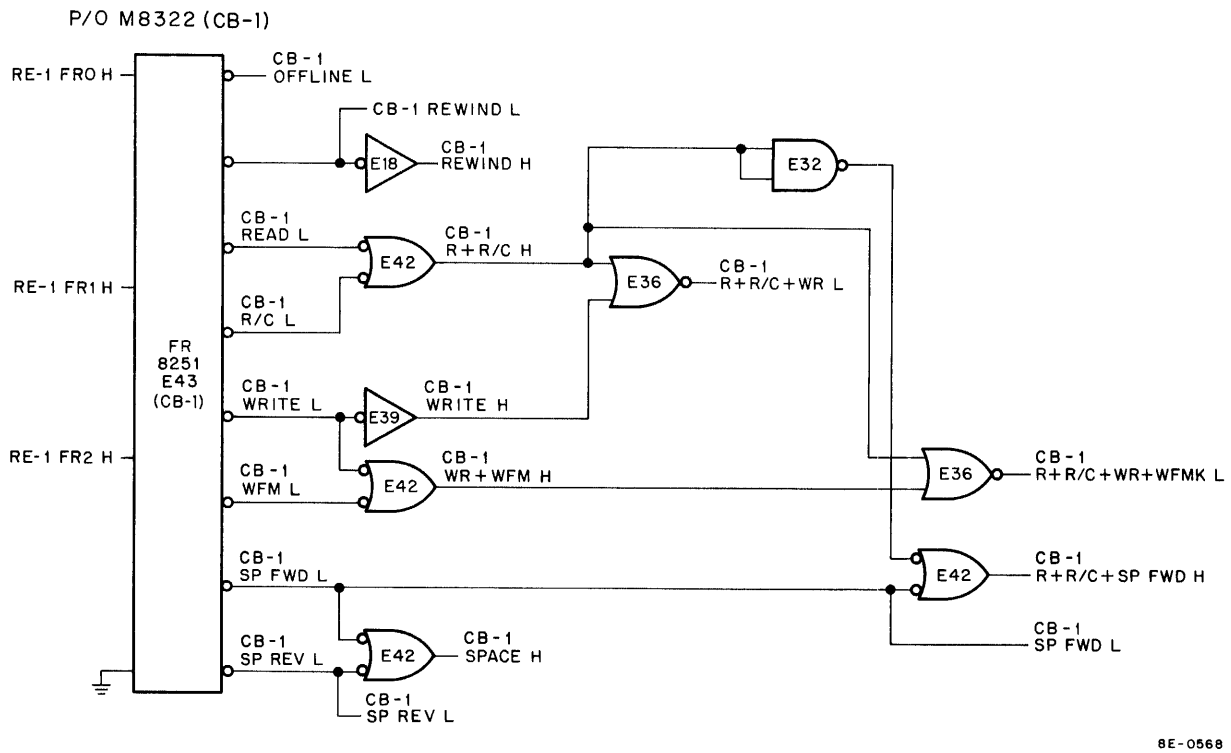 P/O M8322 (CB-1)
RE-1 FR0 H
CB-1
OFFLINE L
CB-1 REWIND L
E18
CB-1
REWIND H
E32
CB-1
READ L
E42
CB-1
R+R/C H
RE-1 FR1 H
CB-1
R/C L
E36
CB-1
R+R/C+WR L
FR
8251
E43
(CB-1)
CB-1
WRITE L
E39
CB-1
WRITE H
RE-1 FR2 H
CB-1
WFM L
E42
CB-1
WR+WFM H
E36
CB-1
R+R/C+WR+WFMK L
CB-1
SP FWD L
E42
CB-1
R+R/C+SP FWD H
CB-1
SP REV L
E42
CB-1
SPACE H
CB-1
SP FWD L
CB-1
SP REV L
8E-0568